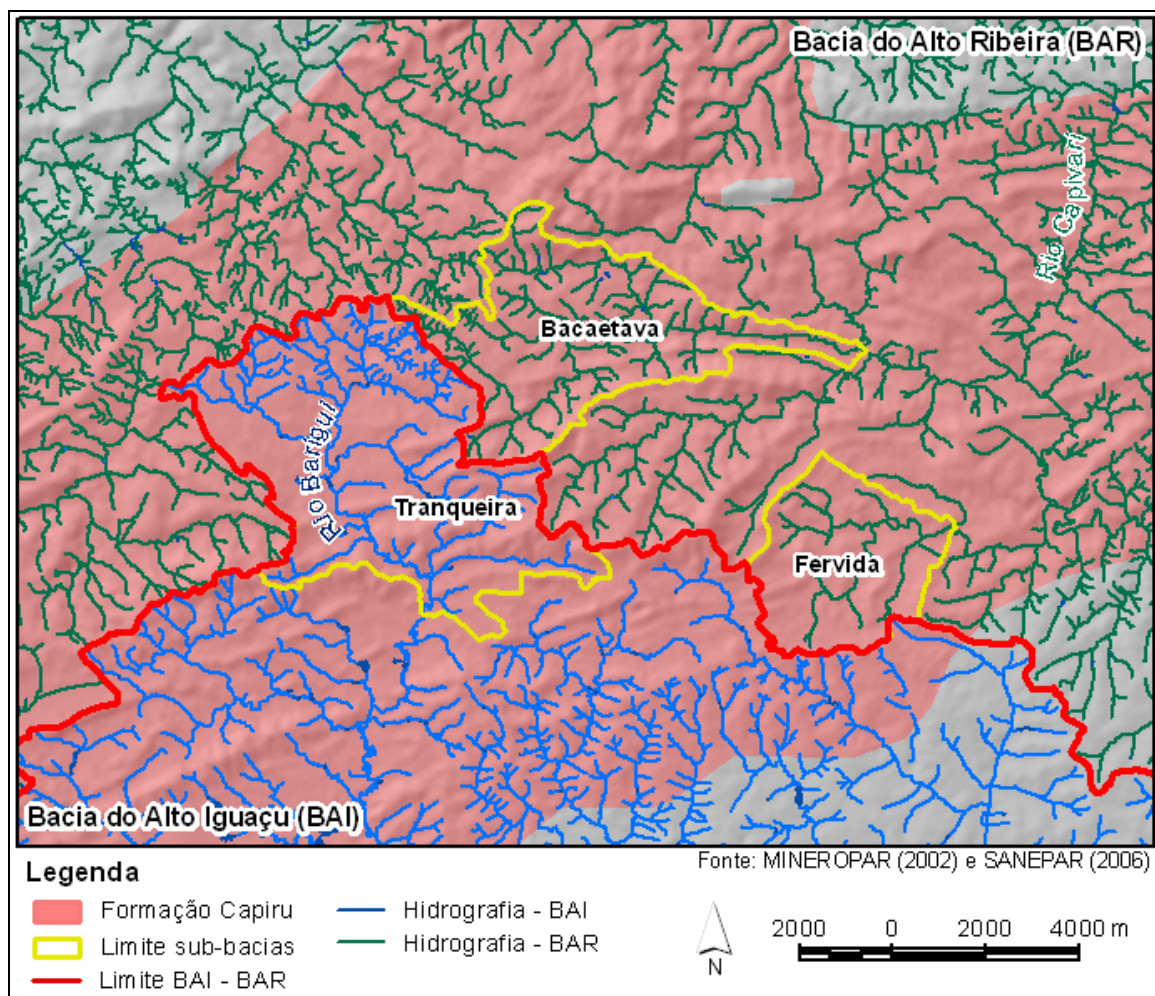 Bacia do Alto Ribeira (BAR)
Rio Capivari
Bacaetava
Rio Barigui
Tranqueira
Fervida
Bacia do Alto Iguaçu (BAI)
Fonte: MINEROPAR (2002) e SANEPAR (2006)
Legenda
Formação Capiru
Limite sub-bacias
Limite BAI - BAR
Hidrografia - BAI
Hidrografia - BAR
N
2000 0 2000 4000 m